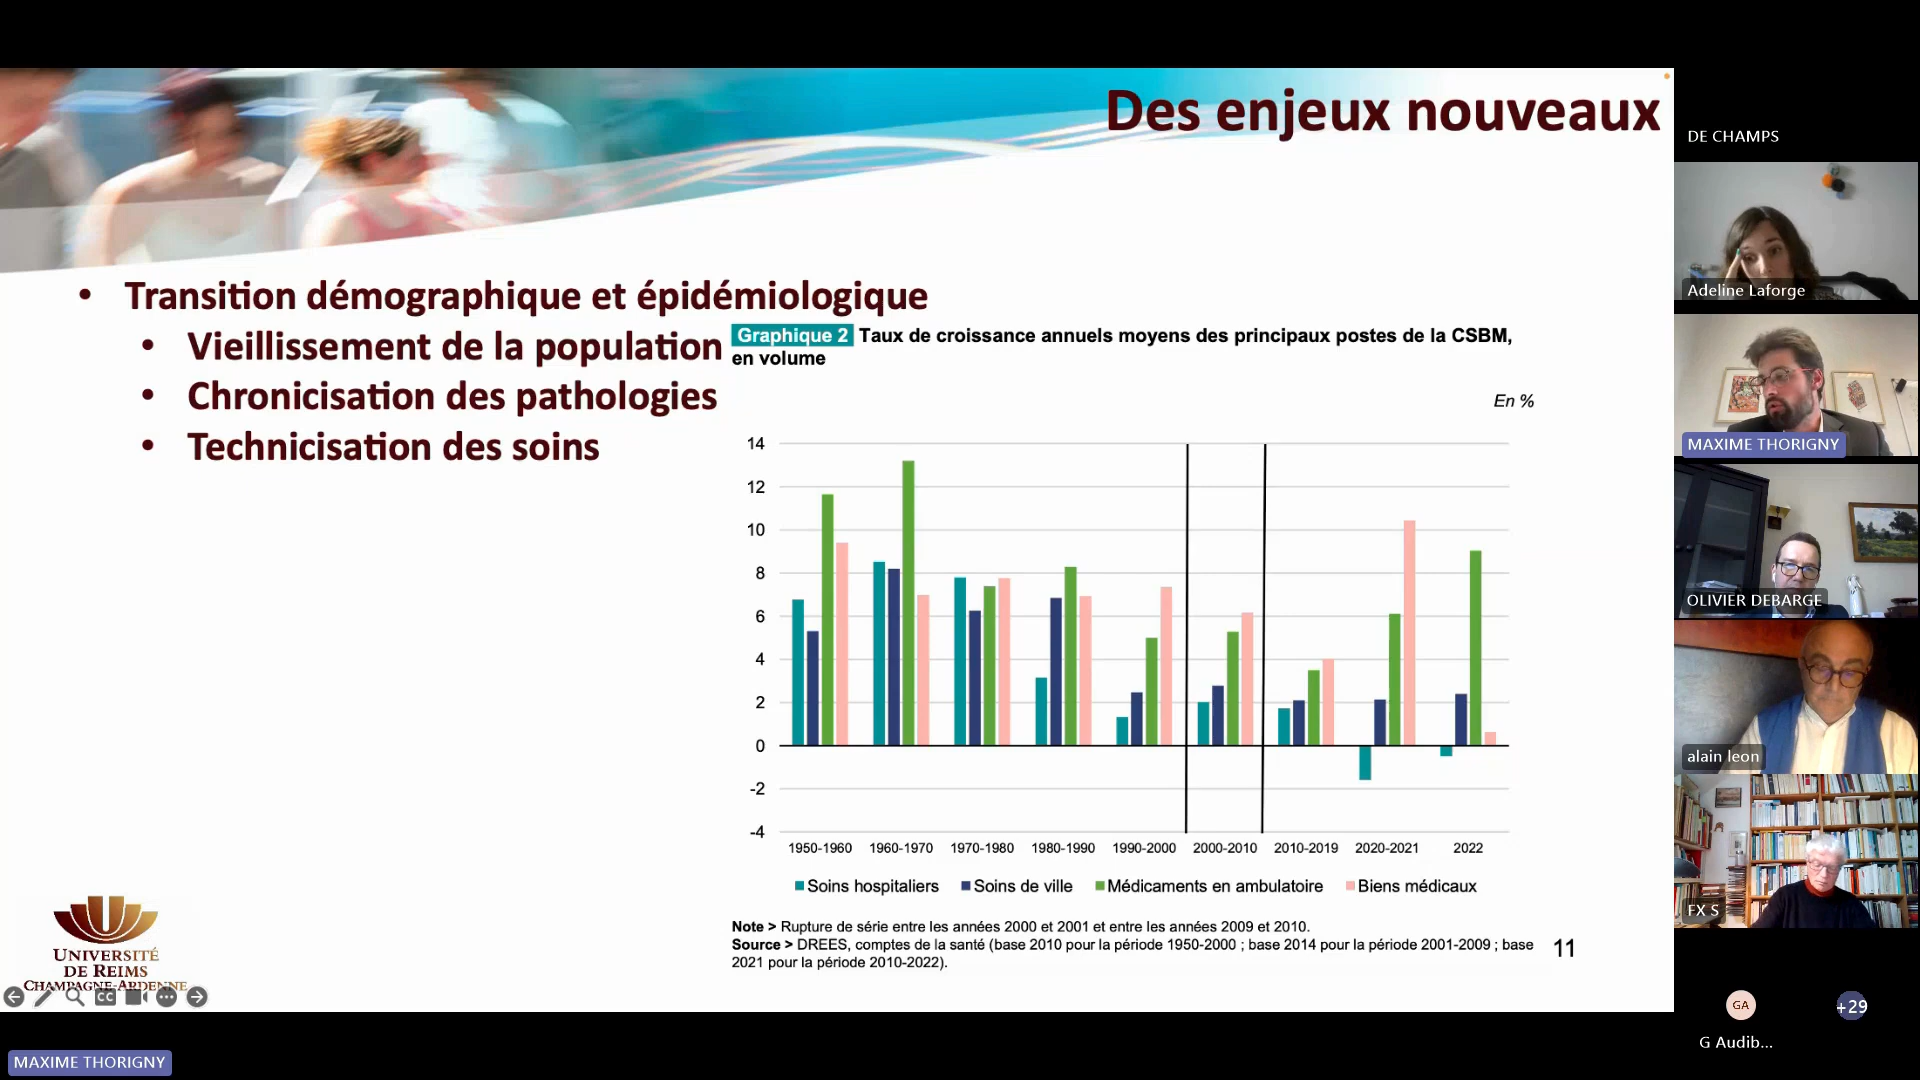 Des enjeux nouveaux
• Transition démographique et épidémiologique
• Vieillissement de la population
• Chronicisation des pathologies
• Technicisation des soins
Graphique 2 Taux de croissance annuels moyens des principaux postes de la CSBM,
en volume
En %
14
12
10
8
6
4
2
0
-2
-4
1950-1960 1960-1970 1970-1980 1980-1990 1990-2000 2000-2010 2010-2019 2020-2021 2022
Soins hospitaliers Soins de ville Médicaments en ambulatoire Biens médicaux
Note > Rupture de série entre les années 2000 et 2001 et entre les années 2009 et 2010.
Source > DREES, comptes de la santé (base 2010 pour la période 1950-2000 ; base 2014 pour la période 2001-2009 ; base
2021 pour la période 2010-2022).
11
UNIVERSITÉ
DE REIMS
CHAMPAGNE-ARDENNE
CC
MAXIME THORIGNY
DE CHAMPS
Adeline Laforge
MAXIME THORIGNY
OLIVIER DEBARGE
alain leon
FX S
GA
+29
G Audib...